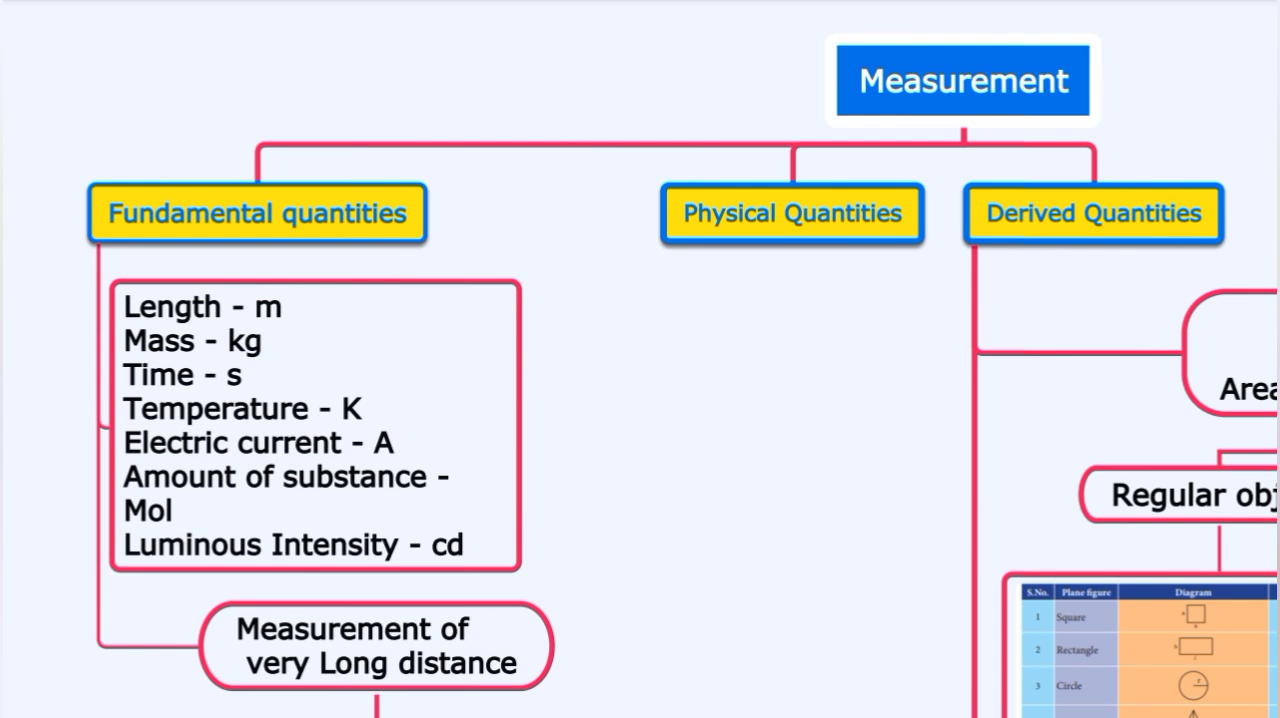 Measurement
Fundamental quantities
Physical Quantities
Derived Quantities
Length - m
Mass - kg
Time - s
Temperature - K
Electric current - A
Amount of substance -
Mol
Luminous Intensity - cd
Measurement of
very Long distance
Regular
S.No. Plane figure Diagram
1 Square
2 Rectangle
3 Circle